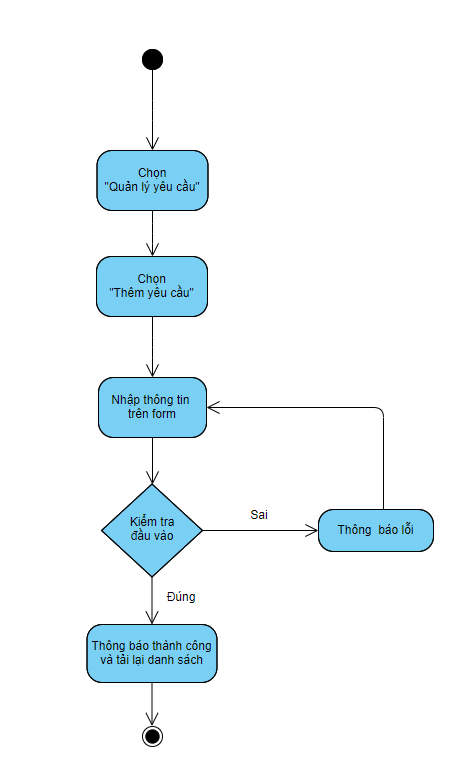 Chọn
"Quản lý yêu cầu"
Chọn
"Thêm yêu cầu"
Nhập thông tin
trên form
Kiểm tra
đầu vào
Sai
Thông báo lỗi
Đúng
Thông báo thành công
và tải lại danh sách